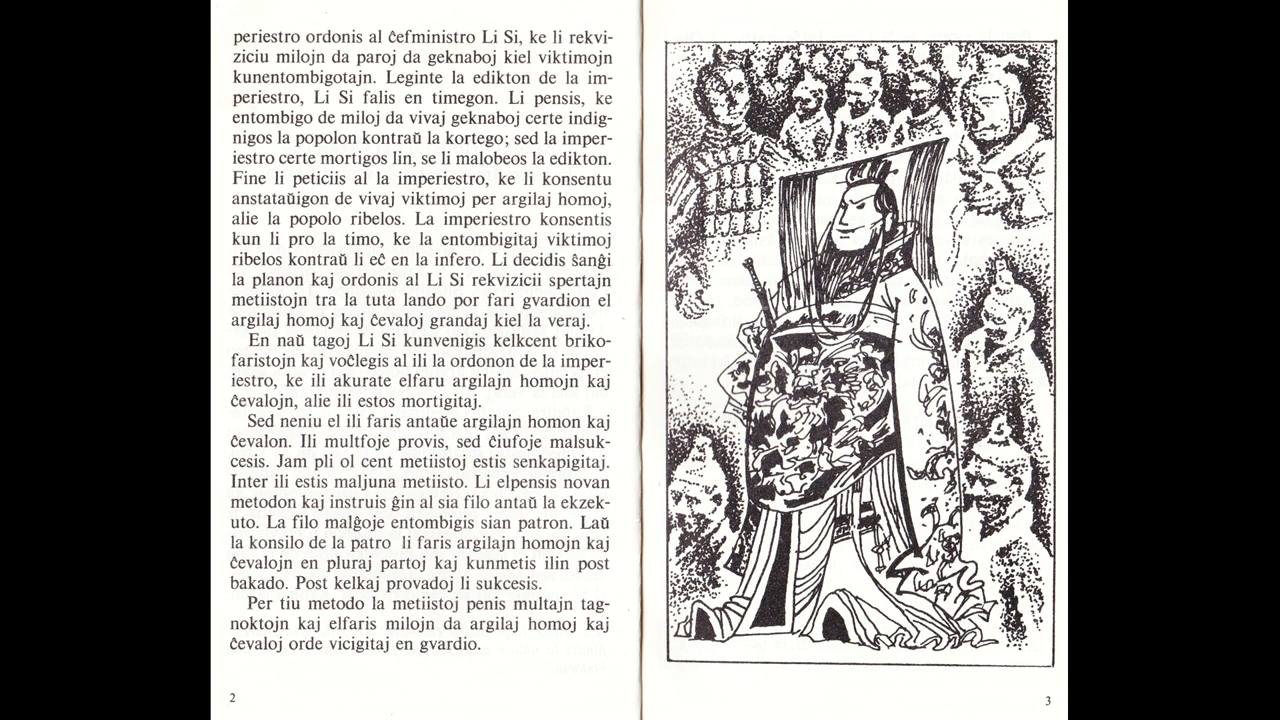 periestro ordonis al ĉefministro Li Si, ke li rekvi-
ziciu milojn da paroj da geknaboj kiel viktimojn
kunentombigotajn. Leginte la edikton de la im-
periestro, Li Si falis en timegon. Li pensis, ke
entombigo de miloj da vivaj geknaboj certe indig-
nigos la popolon kontraŭ la kortego; sed la imper-
iestro certe mortigos lin, se li malobeos la edikton.
Fine li peticiis al la imperiestro, ke li konsentu
anstataŭigon de vivaj viktimoj per argilaj homoj,
alie la popolo ribelos. La imperiestro konsentis
kun li pro la timo, ke la entombigitaj viktimoj
ribelos kontraŭ li eĉ en la infero. Li decidis ŝanĝi
la planon kaj ordonis al Li Si rekvizicii spertajn
metiistojn tra la tuta lando por fari gvardion el
argilaj homoj kaj ĉevaloj grandaj kiel la veraj.
En naŭ tagoj Li Si kunvenigis kelkcent briko-
faristojn kaj voĉlegis al ili la ordonon de la imper-
iestro, ke ili akurate elfaru argilajn homojn kaj
ĉevalojn, alie ili estos mortigitaj.
Sed neniu el ili faris antaŭe argilajn homon kaj
ĉevalon. Ili multfoje provis, sed ĉiufoje malsuk-
cesis. Jam pli ol cent metiistoj estis senkapigitaj.
Inter ili estis maljuna metiisto. Li elpensis novan
metodon kaj instruis ĝin al sia filo antaŭ la ekzek-
uto. La filo malĝoje entombigis sian patron. Laŭ
la konsilo de la patro li faris argilajn homojn kaj
ĉevalojn en pluraj partoj kaj kunmetis ilin post
bakado. Post kelkaj provadoj li sukcesis.
Per tiu metodo la metiistoj penis multajn tag-
noktojn kaj elfaris milojn da argilaj homoj kaj
ĉevaloj orde vicigitaj en gvardio.
2
3